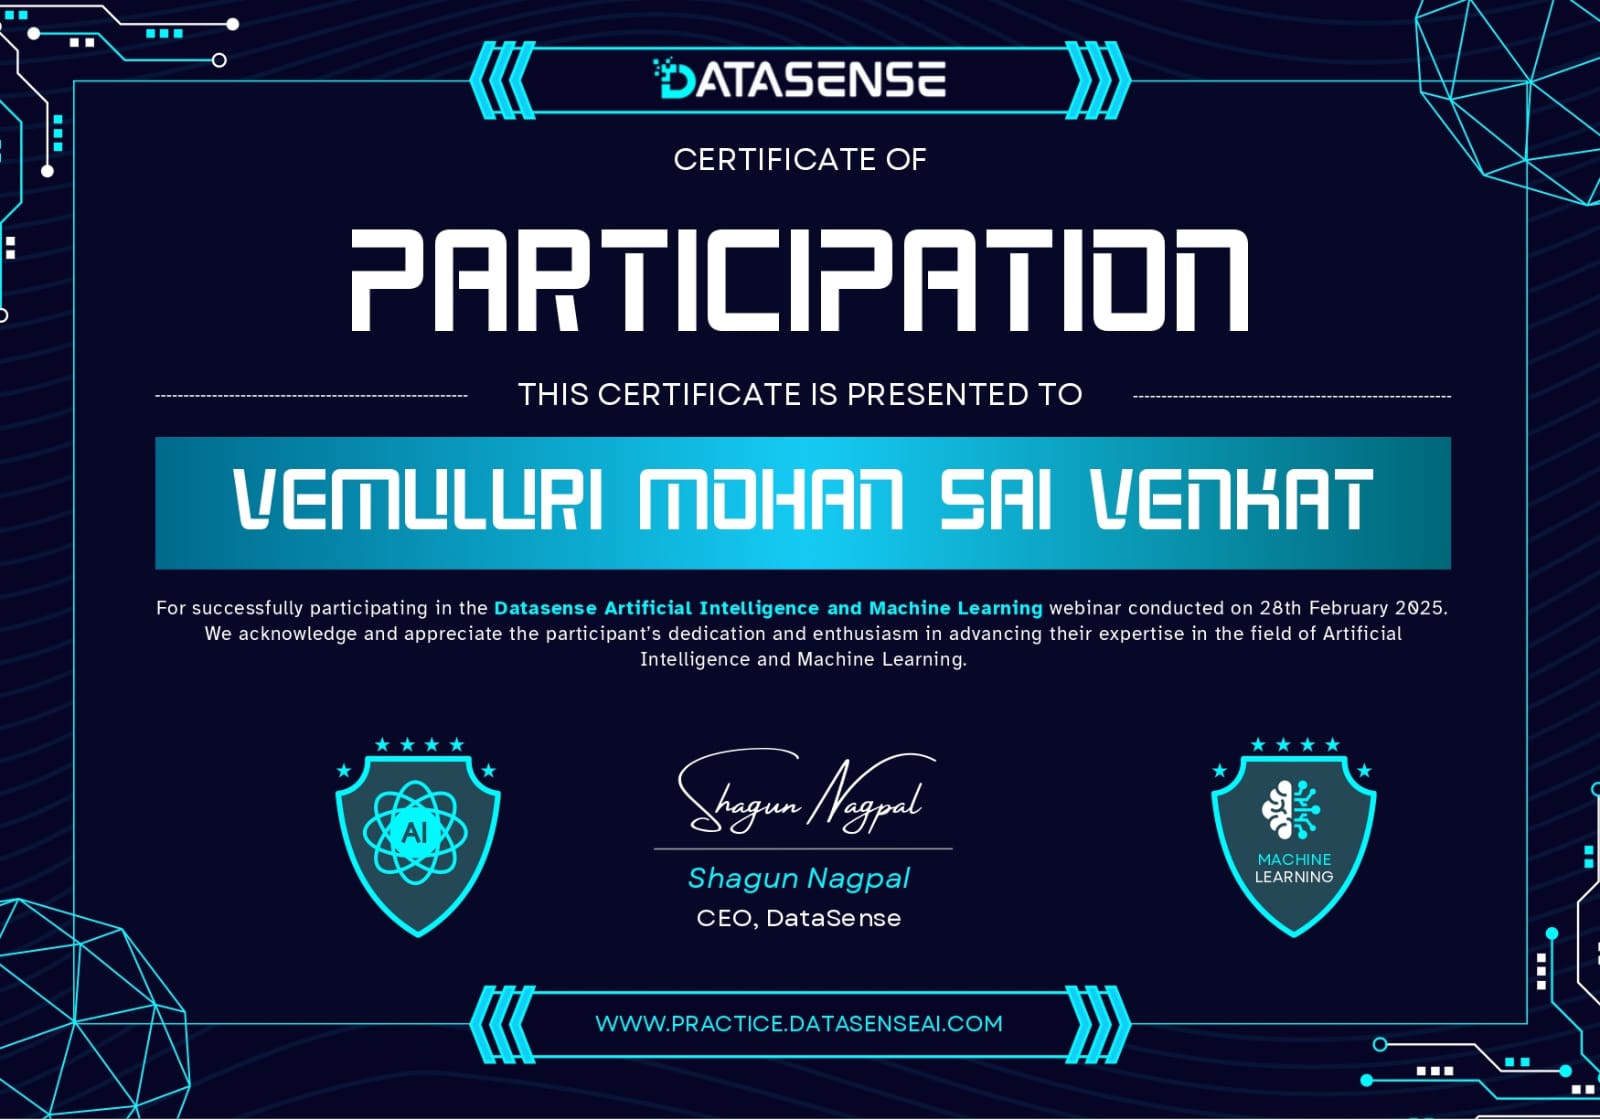 DATASENSE
CERTIFICATE OF
PARTICIPATION
THIS CERTIFICATE IS PRESENTED TO
VEMULURI MOHAN SAI VENKAT
For successfully participating in the Datasense Artificial Intelligence and Machine Learning webinar conducted on 28th February 2025.
We acknowledge and appreciate the participant's dedication and enthusiasm in advancing their expertise in the field of Artificial
Intelligence and Machine Learning.
AI
Shagun Nagpal
Shagun Nagpal
CEO, DataSense
MACHINE
LEARNING
WWW.PRACTICE.DATASENSEAI.COM